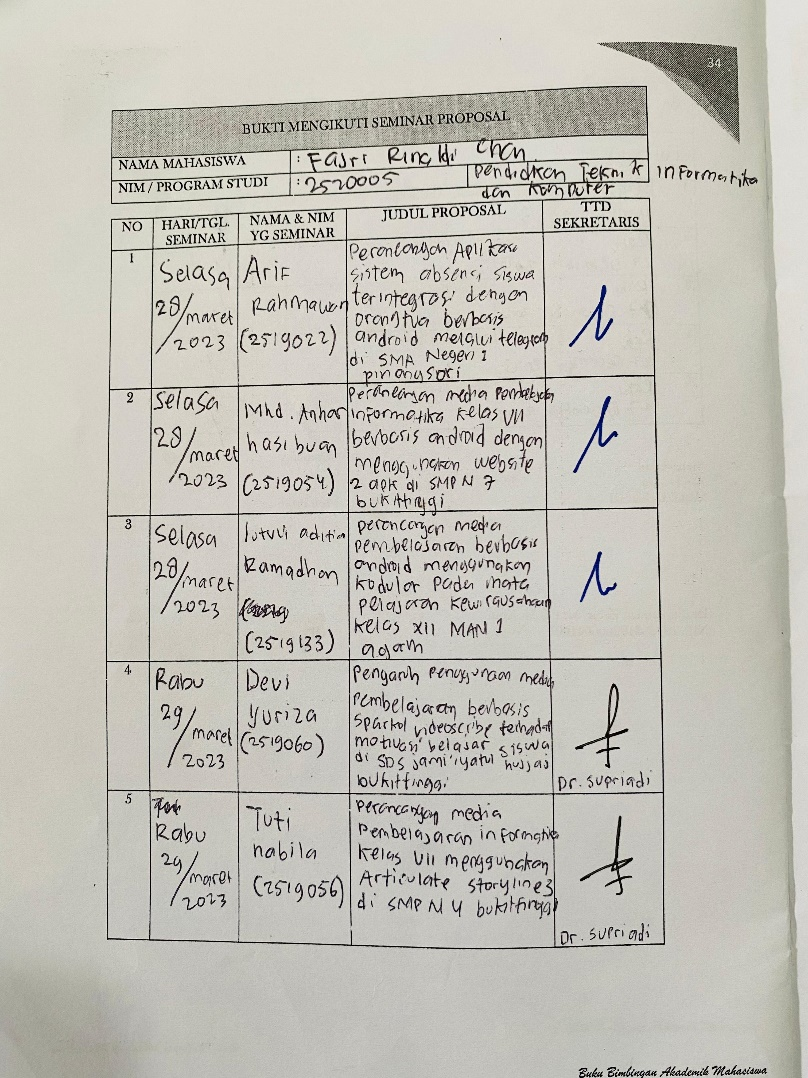 34
BUKTI MENGIKUTI SEMINAR PROPOSAL
NAMA MAHASISWA : Fajri Rinaldi Chan
NIM / PROGRAM STUDI : 2520005 Pendidikan Teknik Informatika
dan Komputer
NO HARI/TGL. SEMINAR NAMA & NIM YG SEMINAR JUDUL PROPOSAL TTD SEKRETARIS
1
Selasa
28/maret
/2023
Arif
Rahmawan
(2519022)
Perancangan Aplikasi
sistem absensi siswa
terintegrasi dengan
orangtua berbasis
android melalui telegram
di SMA Negeri 1
pinangsori
2
Selasa
28/maret
/2023
Mhd. Anhar
hasibuan
(2519054)
Perancangan media Pembelajaran
informatika kelas VII
berbasis android dengan
menggunakan website
2 apk di SMP N 7
bukittinggi
3
Selasa
28/maret
/2023
aditia
Ramadhan
(2519133)
perancangan media
pembelajaran berbasis
android menggunakan
kodular pada mata
pelajaran kewirausahaan
kelas XII MAN 1
agam
4
Rabu
29/maret
2023
Devi
Yuriza
(2519060)
Pengaruh penggunaan media
pembelajaran berbasis
sparkol videoscribe terhadap
motivasi belajar siswa
di SDS jami'iyatul hujjaj
bukittinggi
Dr. Supriadi
5
Rabu
29/maret
2023
Tuti
nabila
(2519056)
Perancangan media
Pembelajaran informatika
Kelas VII menggunakan
Articulate storyline 3
di SMP N 4 bukittinggi
Dr. Supriadi
Buku Bimbingan Akademik Mahasiswa